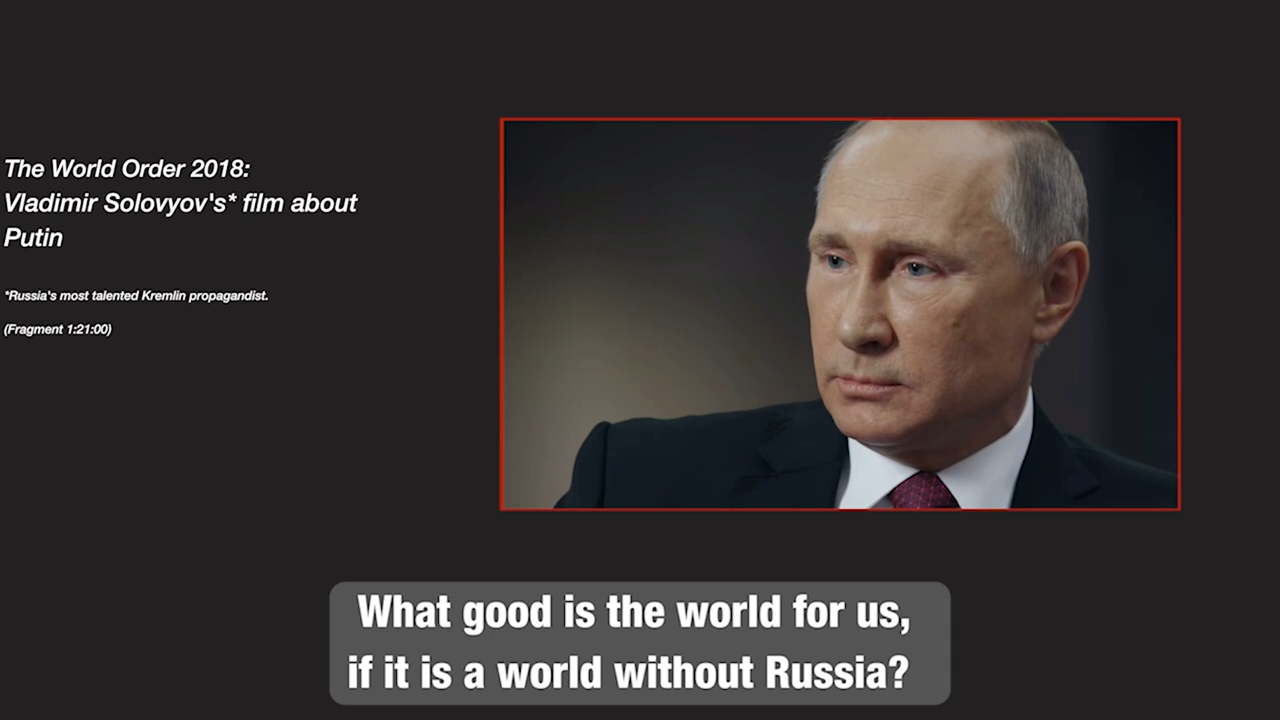 The World Order 2018:
Vladimir Solovyov's* film about
Putin
*Russia's most talented Kremlin propagandist.
(Fragment 1:21:00)
What good is the world for us,
if it is a world without Russia?